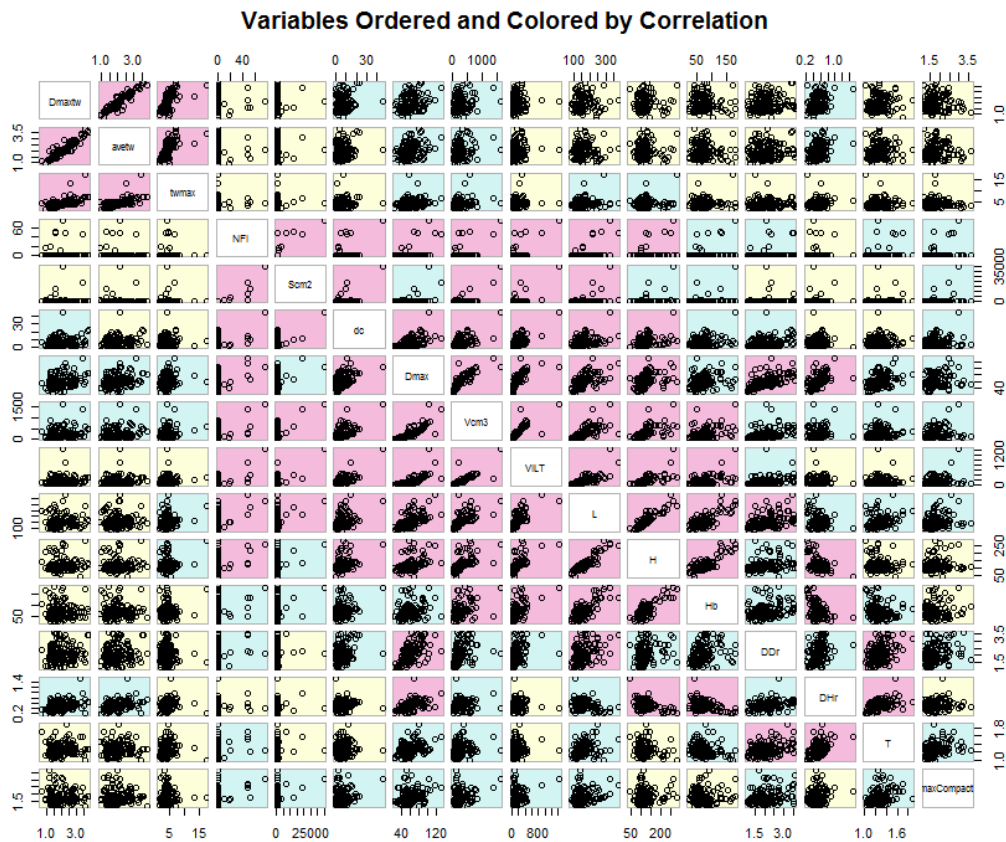 Variables Ordered and Colored by Correlation
1.0 3.0
0 40
0 30
0 1000
100 300
50 150
0.2 1.0
1.5 3.5
Dmaxtw
1.0
1.0 3.5
avetw
twmax
5 15
0 60
NFI
Scm2
0 35000
0 30
dc
Dmax
40
0 1500
Vcm3
VILT
1200
100
L
H
50 250
50
Hb
DDr
1.5 3.5
0.2 1.4
DHr
T
1.0 1.8
1.5
maxCompact
1.0 3.0
5 15
0 25000
40 120
0 800
50 200
1.5 3.0
1.0 1.6